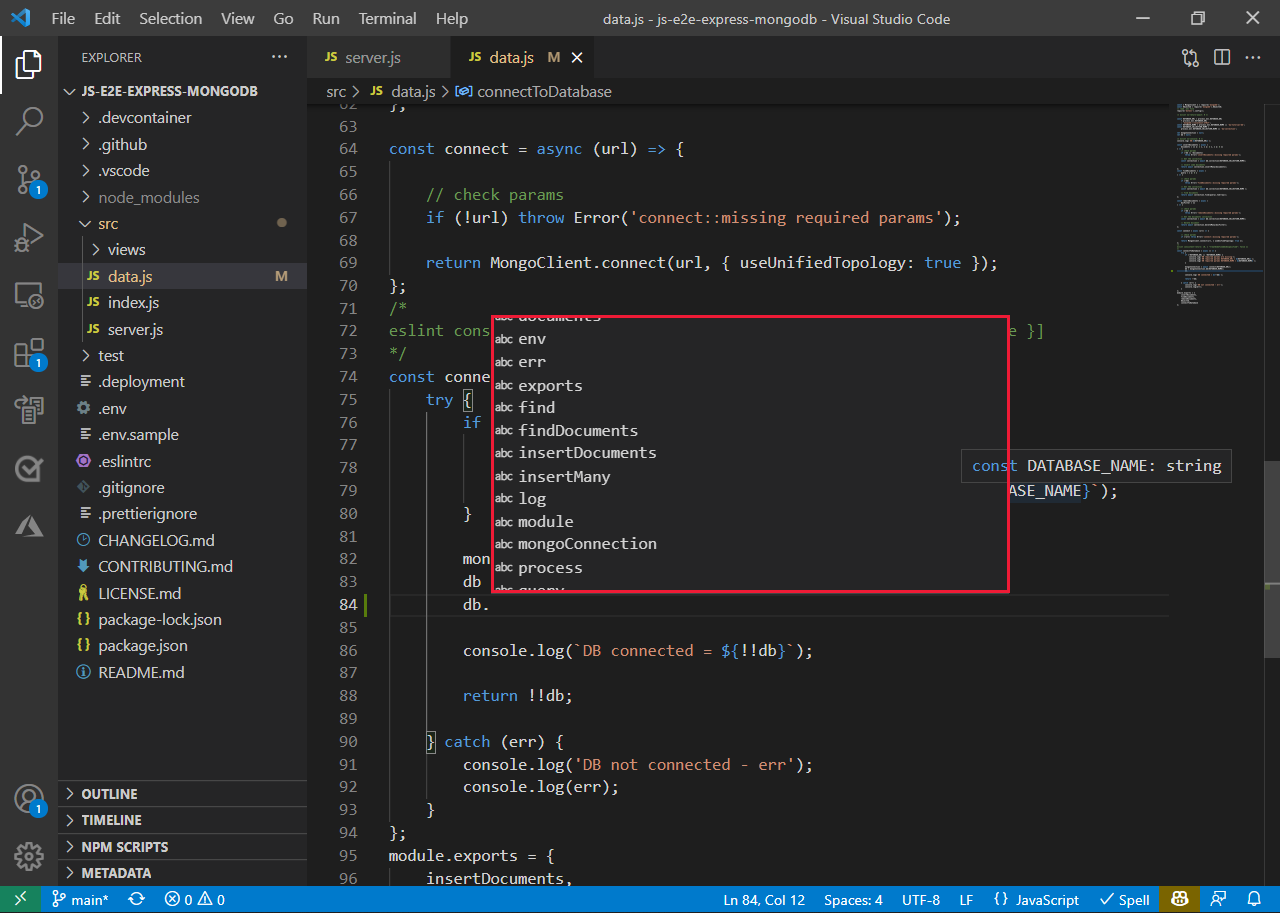 File Edit Selection View Go Run Terminal Help data.js - js-e2e-express-mongodb - Visual Studio Code
EXPLORER ···
JS server.js JS data.js M
JS-E2E-EXPRESS-MONGODB
src > JS data.js > connectToDatabase
.devcontainer
.github
.vscode
node_modules
src
views
JS data.js M
JS index.js
JS server.js
test
.deployment
.env
.env.sample
.eslintrc
.gitignore
.prettierignore
CHANGELOG.md
CONTRIBUTING.md
LICENSE.md
{} package-lock.json
{} package.json
README.md
OUTLINE
TIMELINE
NPM SCRIPTS
METADATA
1
1
1
62 };
63
64 const connect = async (url) => {
65
66 // check params
67 if (!url) throw Error('connect::missing required params');
68
69 return MongoClient.connect(url, { useUnifiedTopology: true });
70 };
71 /*
72 eslint cons e }]
73 */
74 const conne
75 try {
76 if
77
78
79 ASE_NAME}`);
80 }
81
82 mon
83 db
84 db.
85
86 console.log(`DB connected = ${!!db}`);
87
88 return !!db;
89
90 } catch (err) {
91 console.log('DB not connected - err');
92 console.log(err);
93 }
94 };
95 module.exports = {
96 insertDocuments,
abc documents
abc env
abc err
abc exports
abc find
abc findDocuments
abc insertDocuments
abc insertMany
abc log
abc module
abc mongoConnection
abc process
abc query
const DATABASE_NAME: string
main* 0 0 Ln 84, Col 12 Spaces: 4 UTF-8 LF {} JavaScript Spell